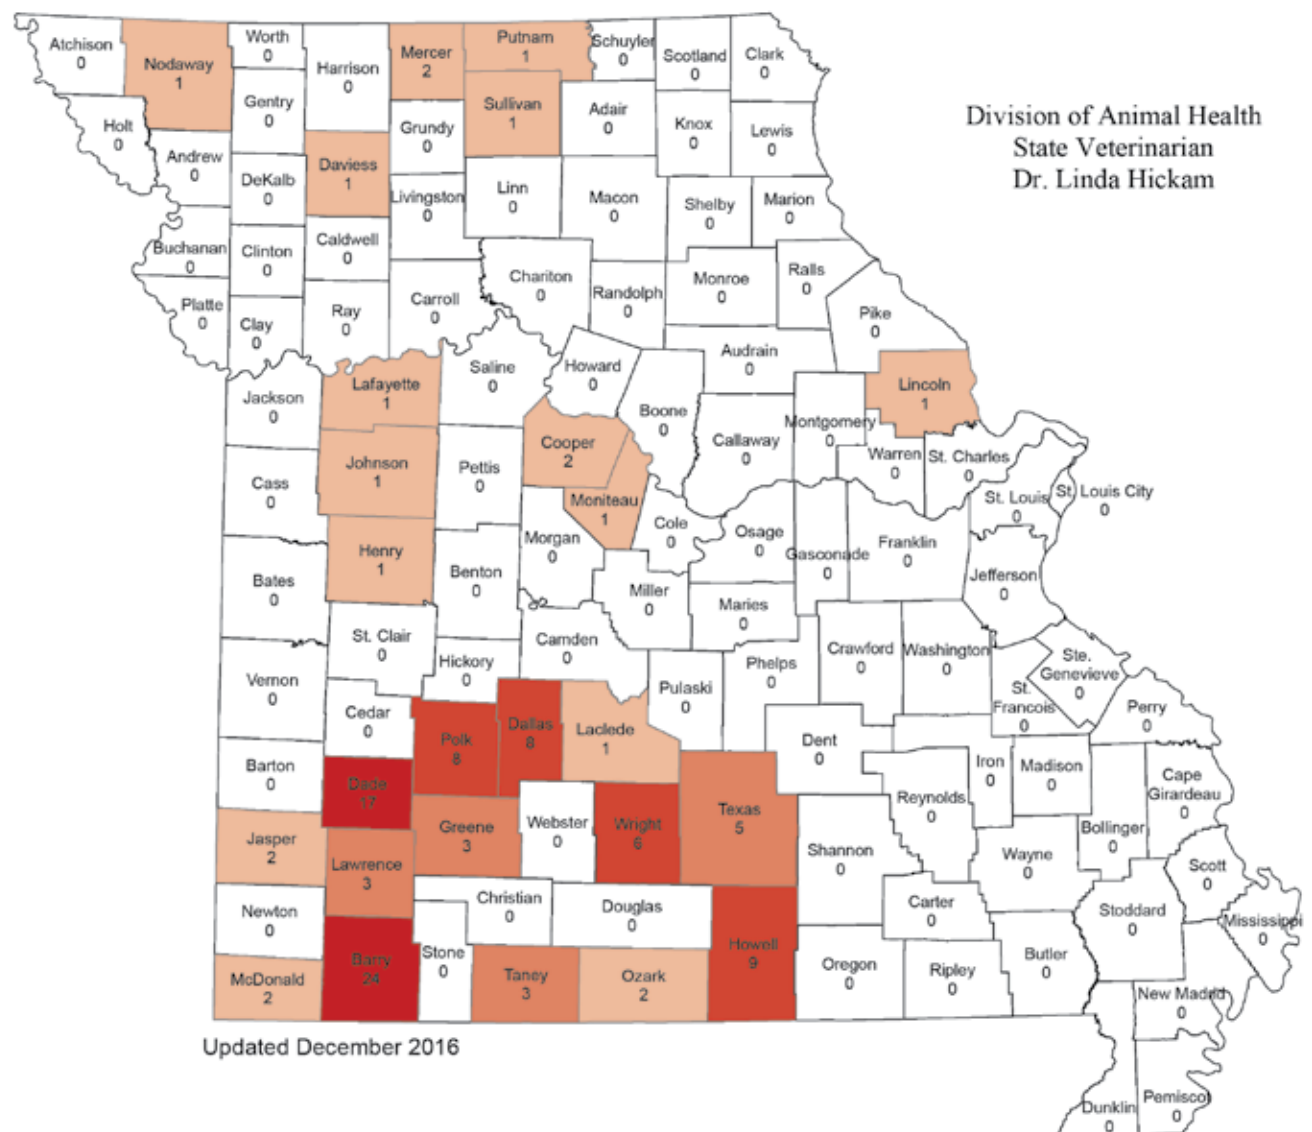 Atchison
0
Nodaway
1
Worth
0
Harrison
0
Mercer
2
Putnam
1
Schuyler
0
Scotland
0
Clark
0
Gentry
0
Sullivan
1
Adair
0
Holt
0
Grundy
0
Knox
0
Lewis
0
Division of Animal Health
State Veterinarian
Dr. Linda Hickam
Andrew
0
DeKalb
0
Daviess
1
Livingston
0
Linn
0
Macon
0
Shelby
0
Marion
0
Buchanan
0
Clinton
0
Caldwell
0
Chariton
0
Randolph
0
Monroe
0
Ralls
0
Platte
0
Clay
0
Ray
0
Carroll
0
Pike
0
Audrain
0
Saline
0
Howard
0
Lafayette
1
Lincoln
1
Jackson
0
Boone
0
Callaway
0
Montgomery
0
Cooper
2
Warren
0
St. Charles
0
Johnson
1
Pettis
0
Cass
0
Moniteau
1
St. Louis
0
St. Louis City
0
Cole
0
Osage
0
Morgan
0
Gasconade
0
Franklin
0
Henry
1
Benton
0
Bates
0
Jefferson
0
Miller
0
Maries
0
St. Clair
0
Camden
0
Crawford
0
Washington
0
Hickory
0
Phelps
0
Ste.
Genevieve
0
Vernon
0
Pulaski
0
St.
Francois
0
Perry
0
Cedar
0
Polk
8
Dallas
8
Laclede
1
Dent
0
Barton
0
Iron
0
Madison
0
Cape
Girardeau
0
Dade
17
Reynolds
0
Texas
5
Jasper
2
Greene
3
Webster
0
Wright
6
Bollinger
0
Shannon
0
Wayne
0
Lawrence
3
Scott
0
Christian
0
Douglas
0
Newton
0
Carter
0
Stoddard
0
Mississippi
0
Stone
0
Howell
9
Butler
0
Barry
24
McDonald
2
Taney
3
Ozark
2
Oregon
0
Ripley
0
New Madrid
0
Updated December 2016
Dunklin
0
Pemiscot
0